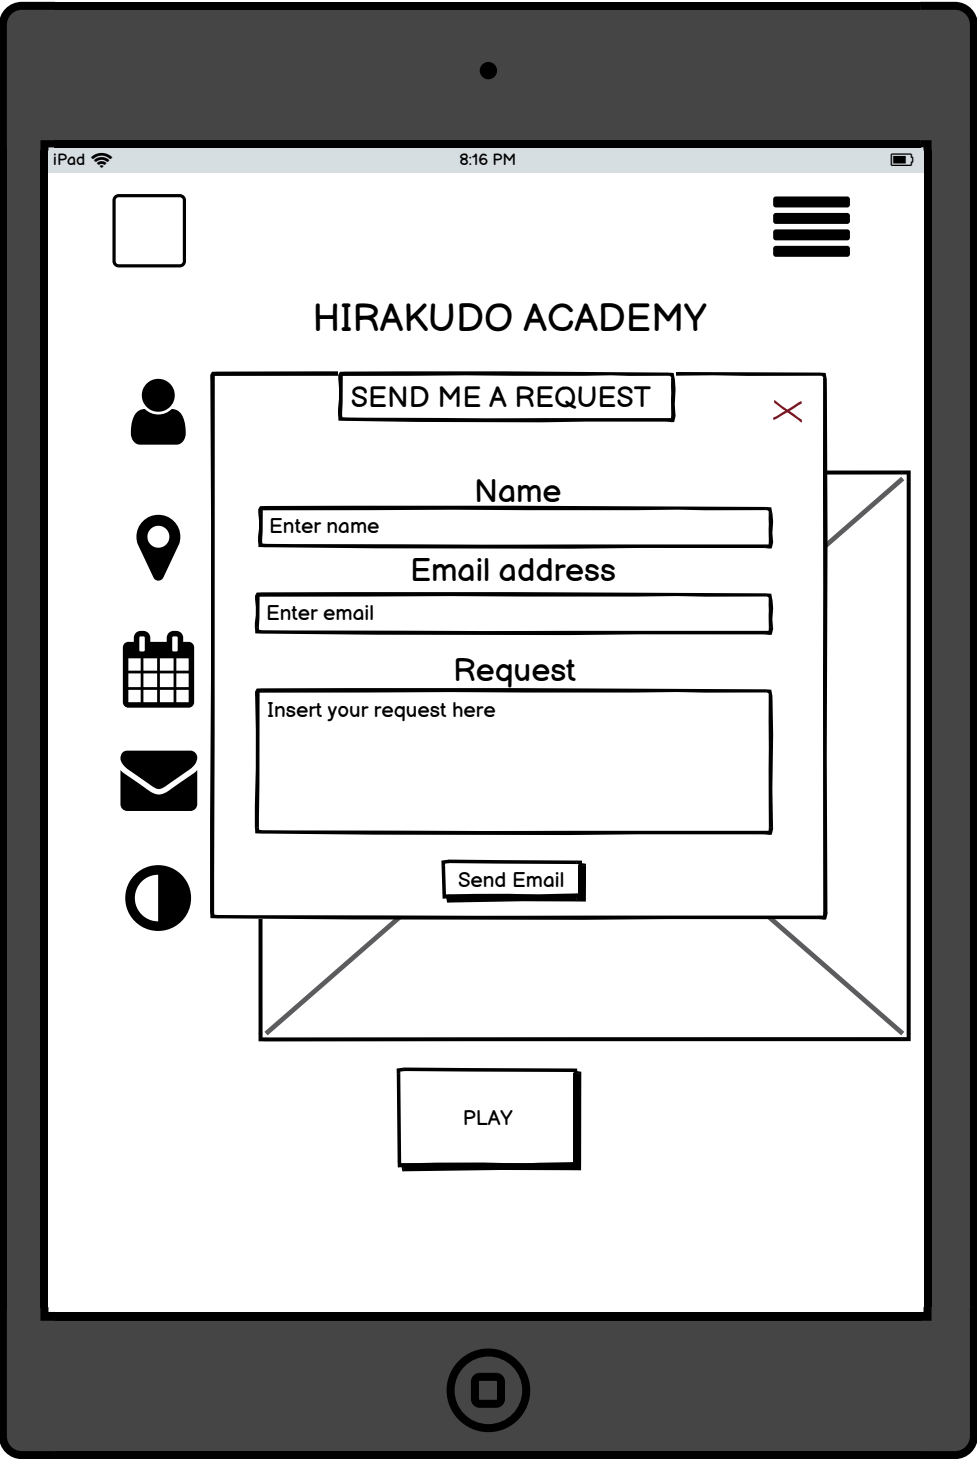 iPad 8:16 PM
HIRAKUDO ACADEMY
SEND ME A REQUEST
Name
Enter name
Email address
Enter email
Request
Insert your request here
Send Email
PLAY